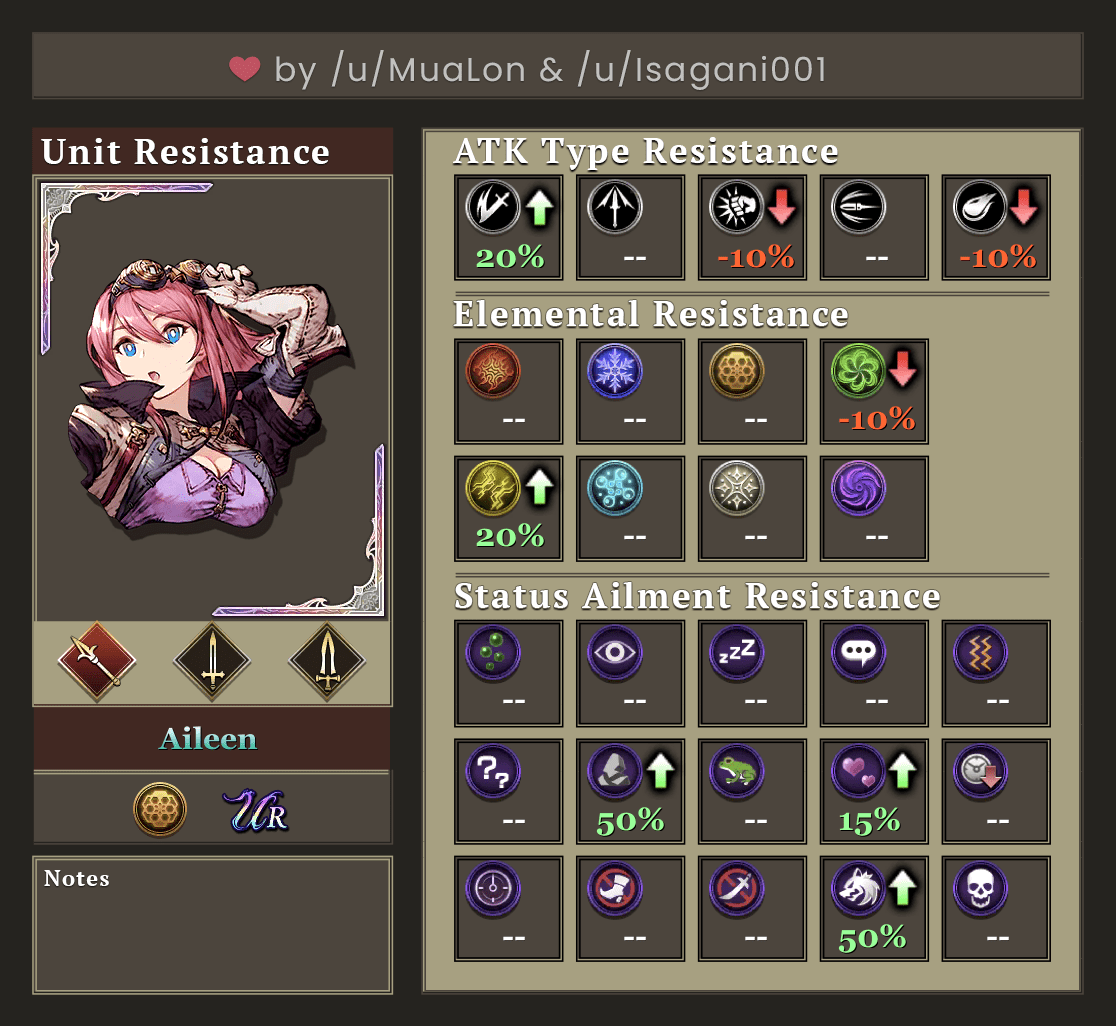 by /u/MuaLon & /u/Isagani001
Unit Resistance
Aileen
UR
Notes
ATK Type Resistance
20% -- -10% -- -10%
Elemental Resistance
-- -- -- -10%
20% -- -- --
Status Ailment Resistance
zzZ
-- -- -- -- --
??
-- 50% -- 15% --
-- -- -- 50% --